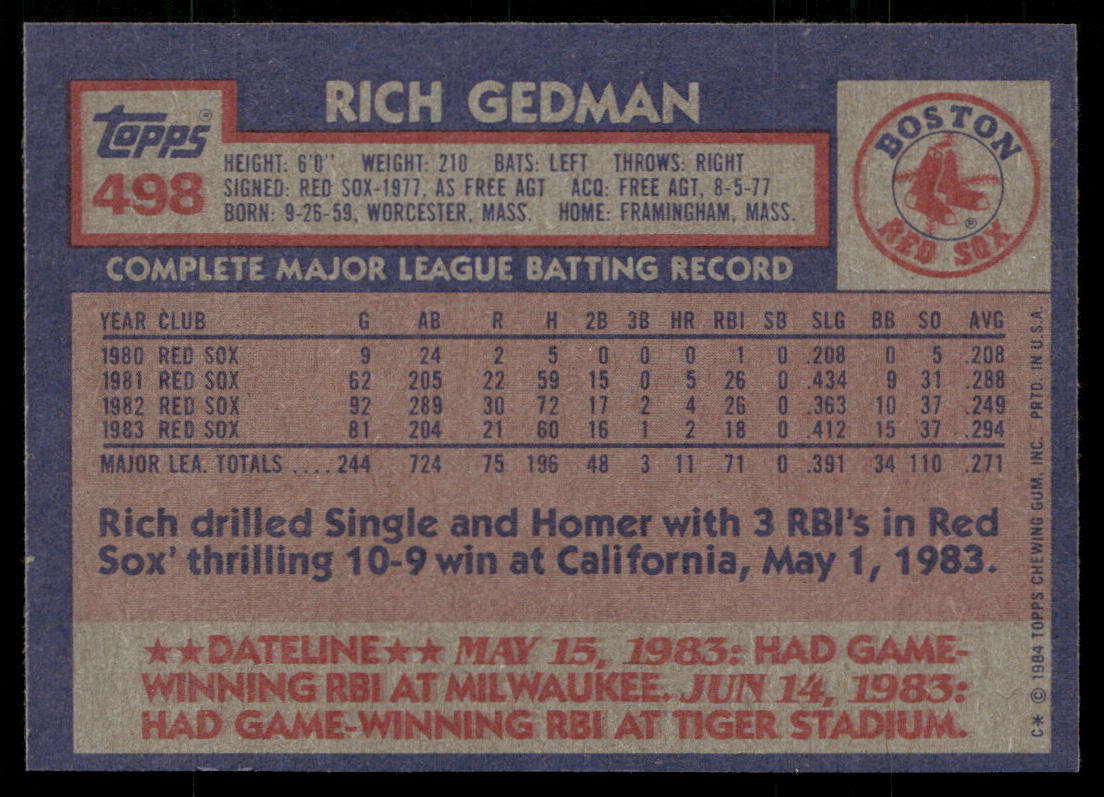 RICH GEDMAN
topps®
498
HEIGHT: 6'0" WEIGHT: 210 BATS: LEFT THROWS: RIGHT
SIGNED: RED SOX-1977, AS FREE AGT ACQ: FREE AGT, 8-5-77
BORN: 9-26-59, WORCESTER, MASS. HOME: FRAMINGHAM, MASS.
BOSTON
RED SOX
®
COMPLETE MAJOR LEAGUE BATTING RECORD
YEAR CLUB G AB R H 2B 3B HR RBI SB SLG BB SO AVG
1980 RED SOX 9 24 2 5 0 0 0 1 0 .208 0 5 .208
1981 RED SOX 62 205 22 59 15 0 5 26 0 .434 9 31 .288
1982 RED SOX 92 289 30 72 17 2 4 26 0 .363 10 37 .249
1983 RED SOX 81 204 21 60 16 1 2 18 0 .412 15 37 .294
MAJOR LEA. TOTALS ....244 724 75 196 48 3 11 71 0 .391 34 110 .271
Rich drilled Single and Homer with 3 RBI's in Red
Sox' thrilling 10-9 win at California, May 1, 1983.
★★DATELINE★★ MAY 15, 1983: HAD GAME-
WINNING RBI AT MILWAUKEE. JUN 14, 1983:
HAD GAME-WINNING RBI AT TIGER STADIUM.
C* © 1984 TOPPS CHEWING GUM, INC. PRTD. IN U.S.A.